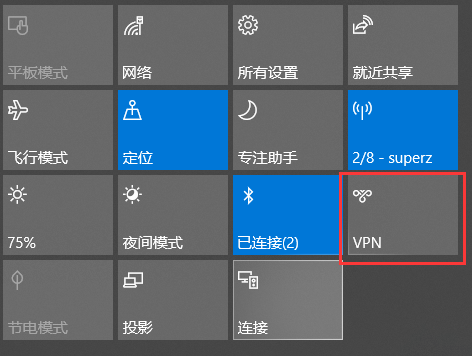 平板模式
网络
所有设置
就近共享
飞行模式
定位
专注助手
2/8 - superz
75%
夜间模式
已连接(2)
VPN
节电模式
投影
连接